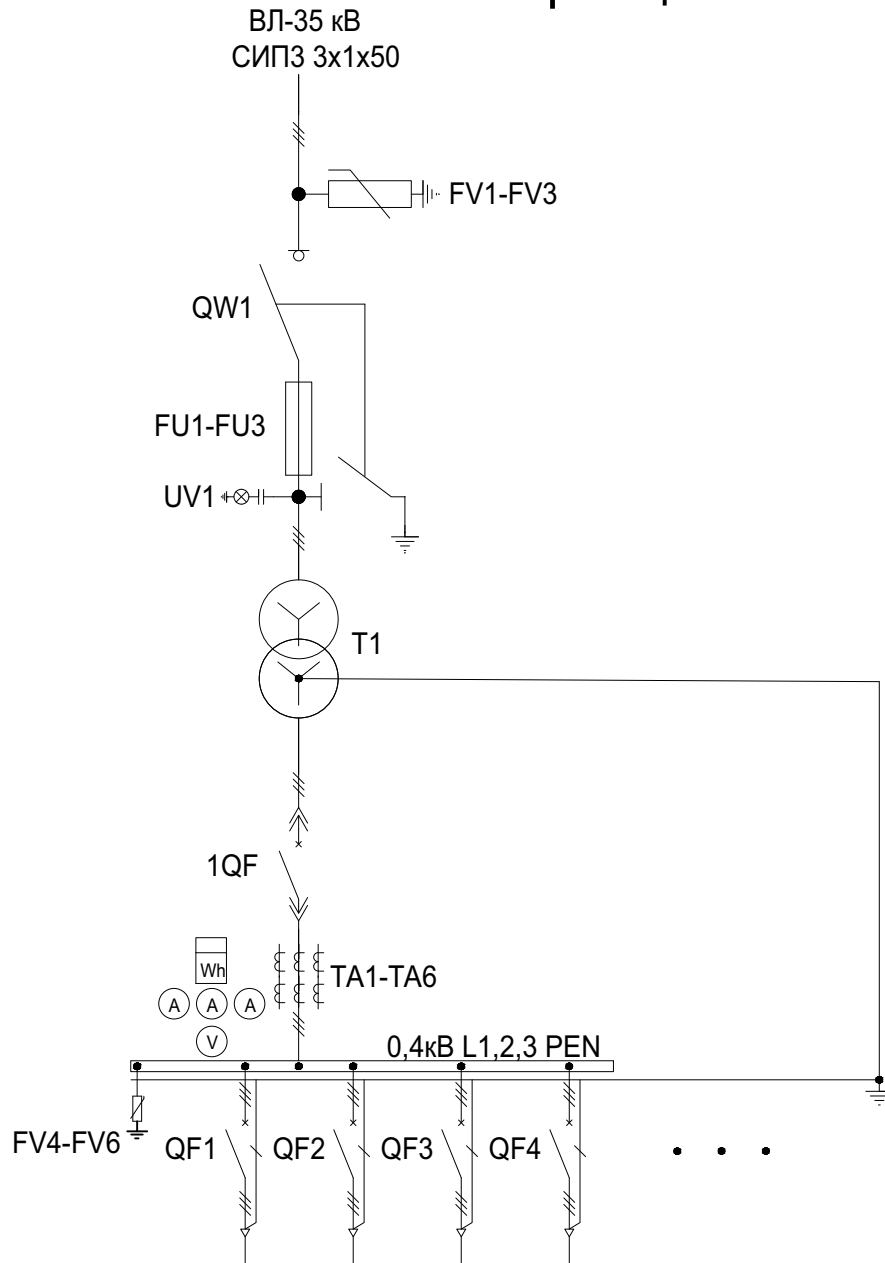 ВЛ-35 кВ
СИП3 3х1х50
FV1-FV3
QW1
FU1-FU3
UV1
T1
1QF
Wh
TA1-TA6
A A A
V
0,4кВ L1,2,3 PEN
FV4-FV6 QF1 QF2 QF3 QF4